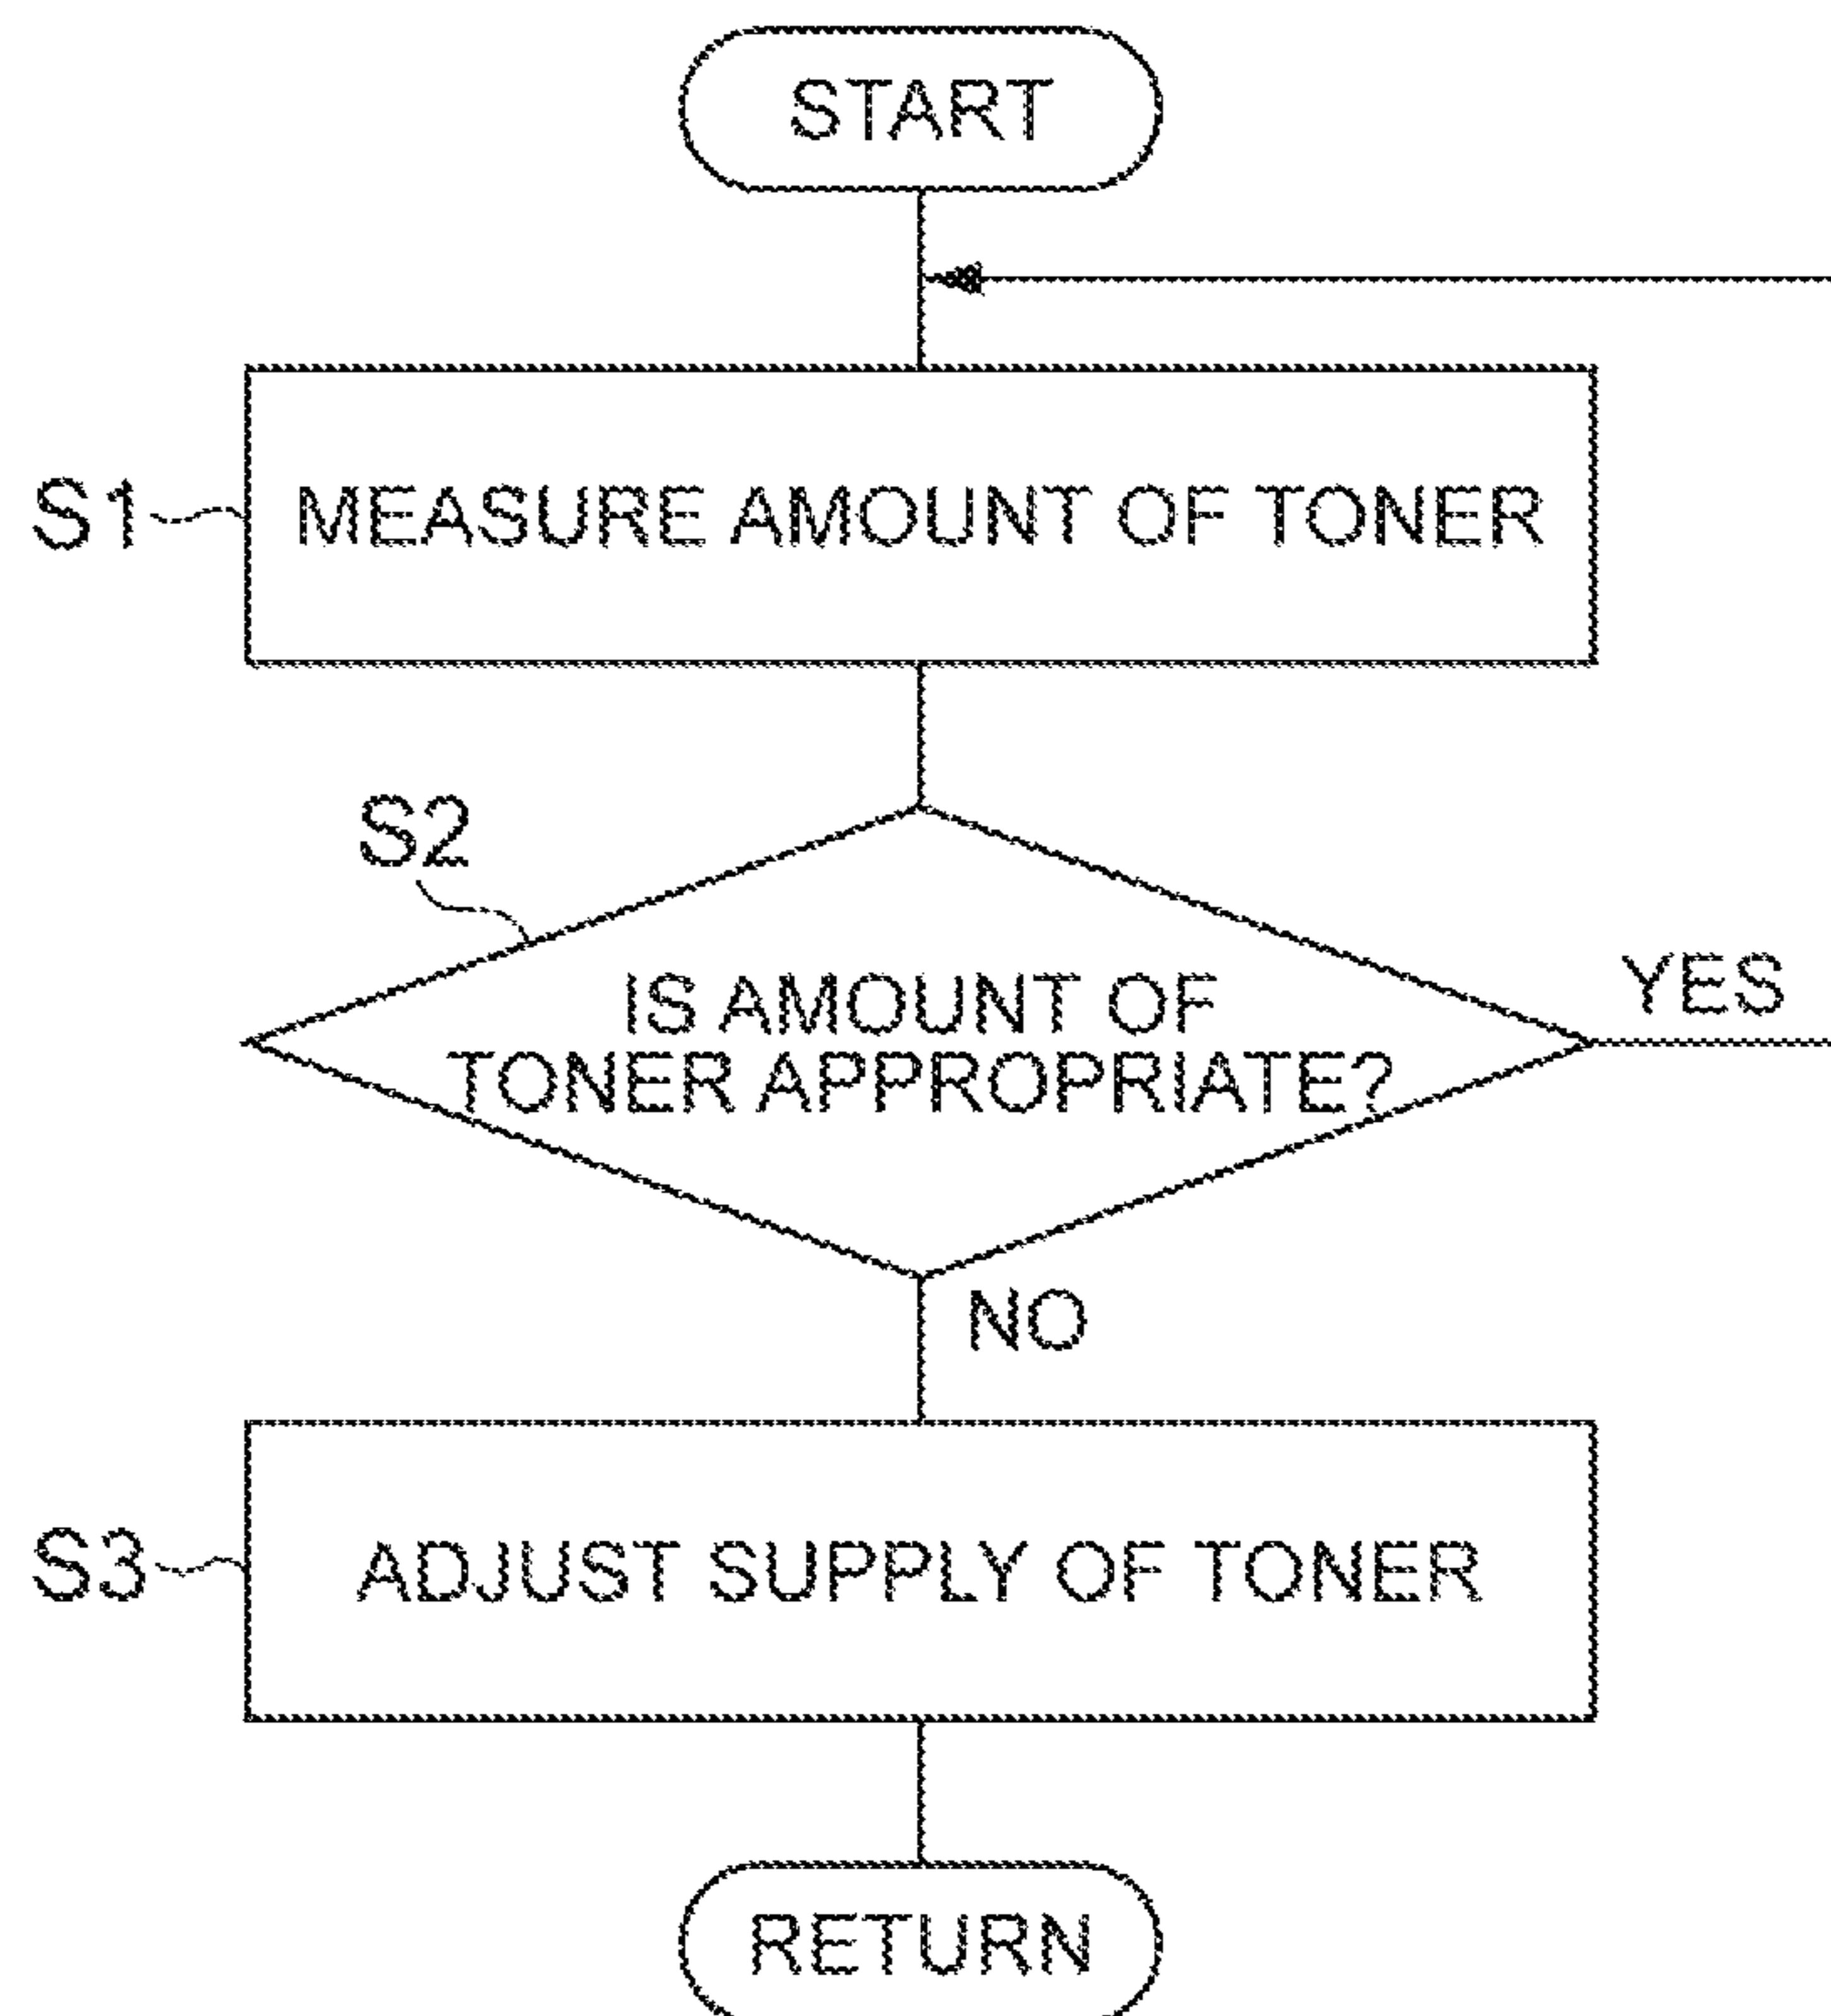 START
S1
MEASURE AMOUNT OF TONER
S2
IS AMOUNT OF
TONER APPROPRIATE?
YES
NO
S3
ADJUST SUPPLY OF TONER
RETURN